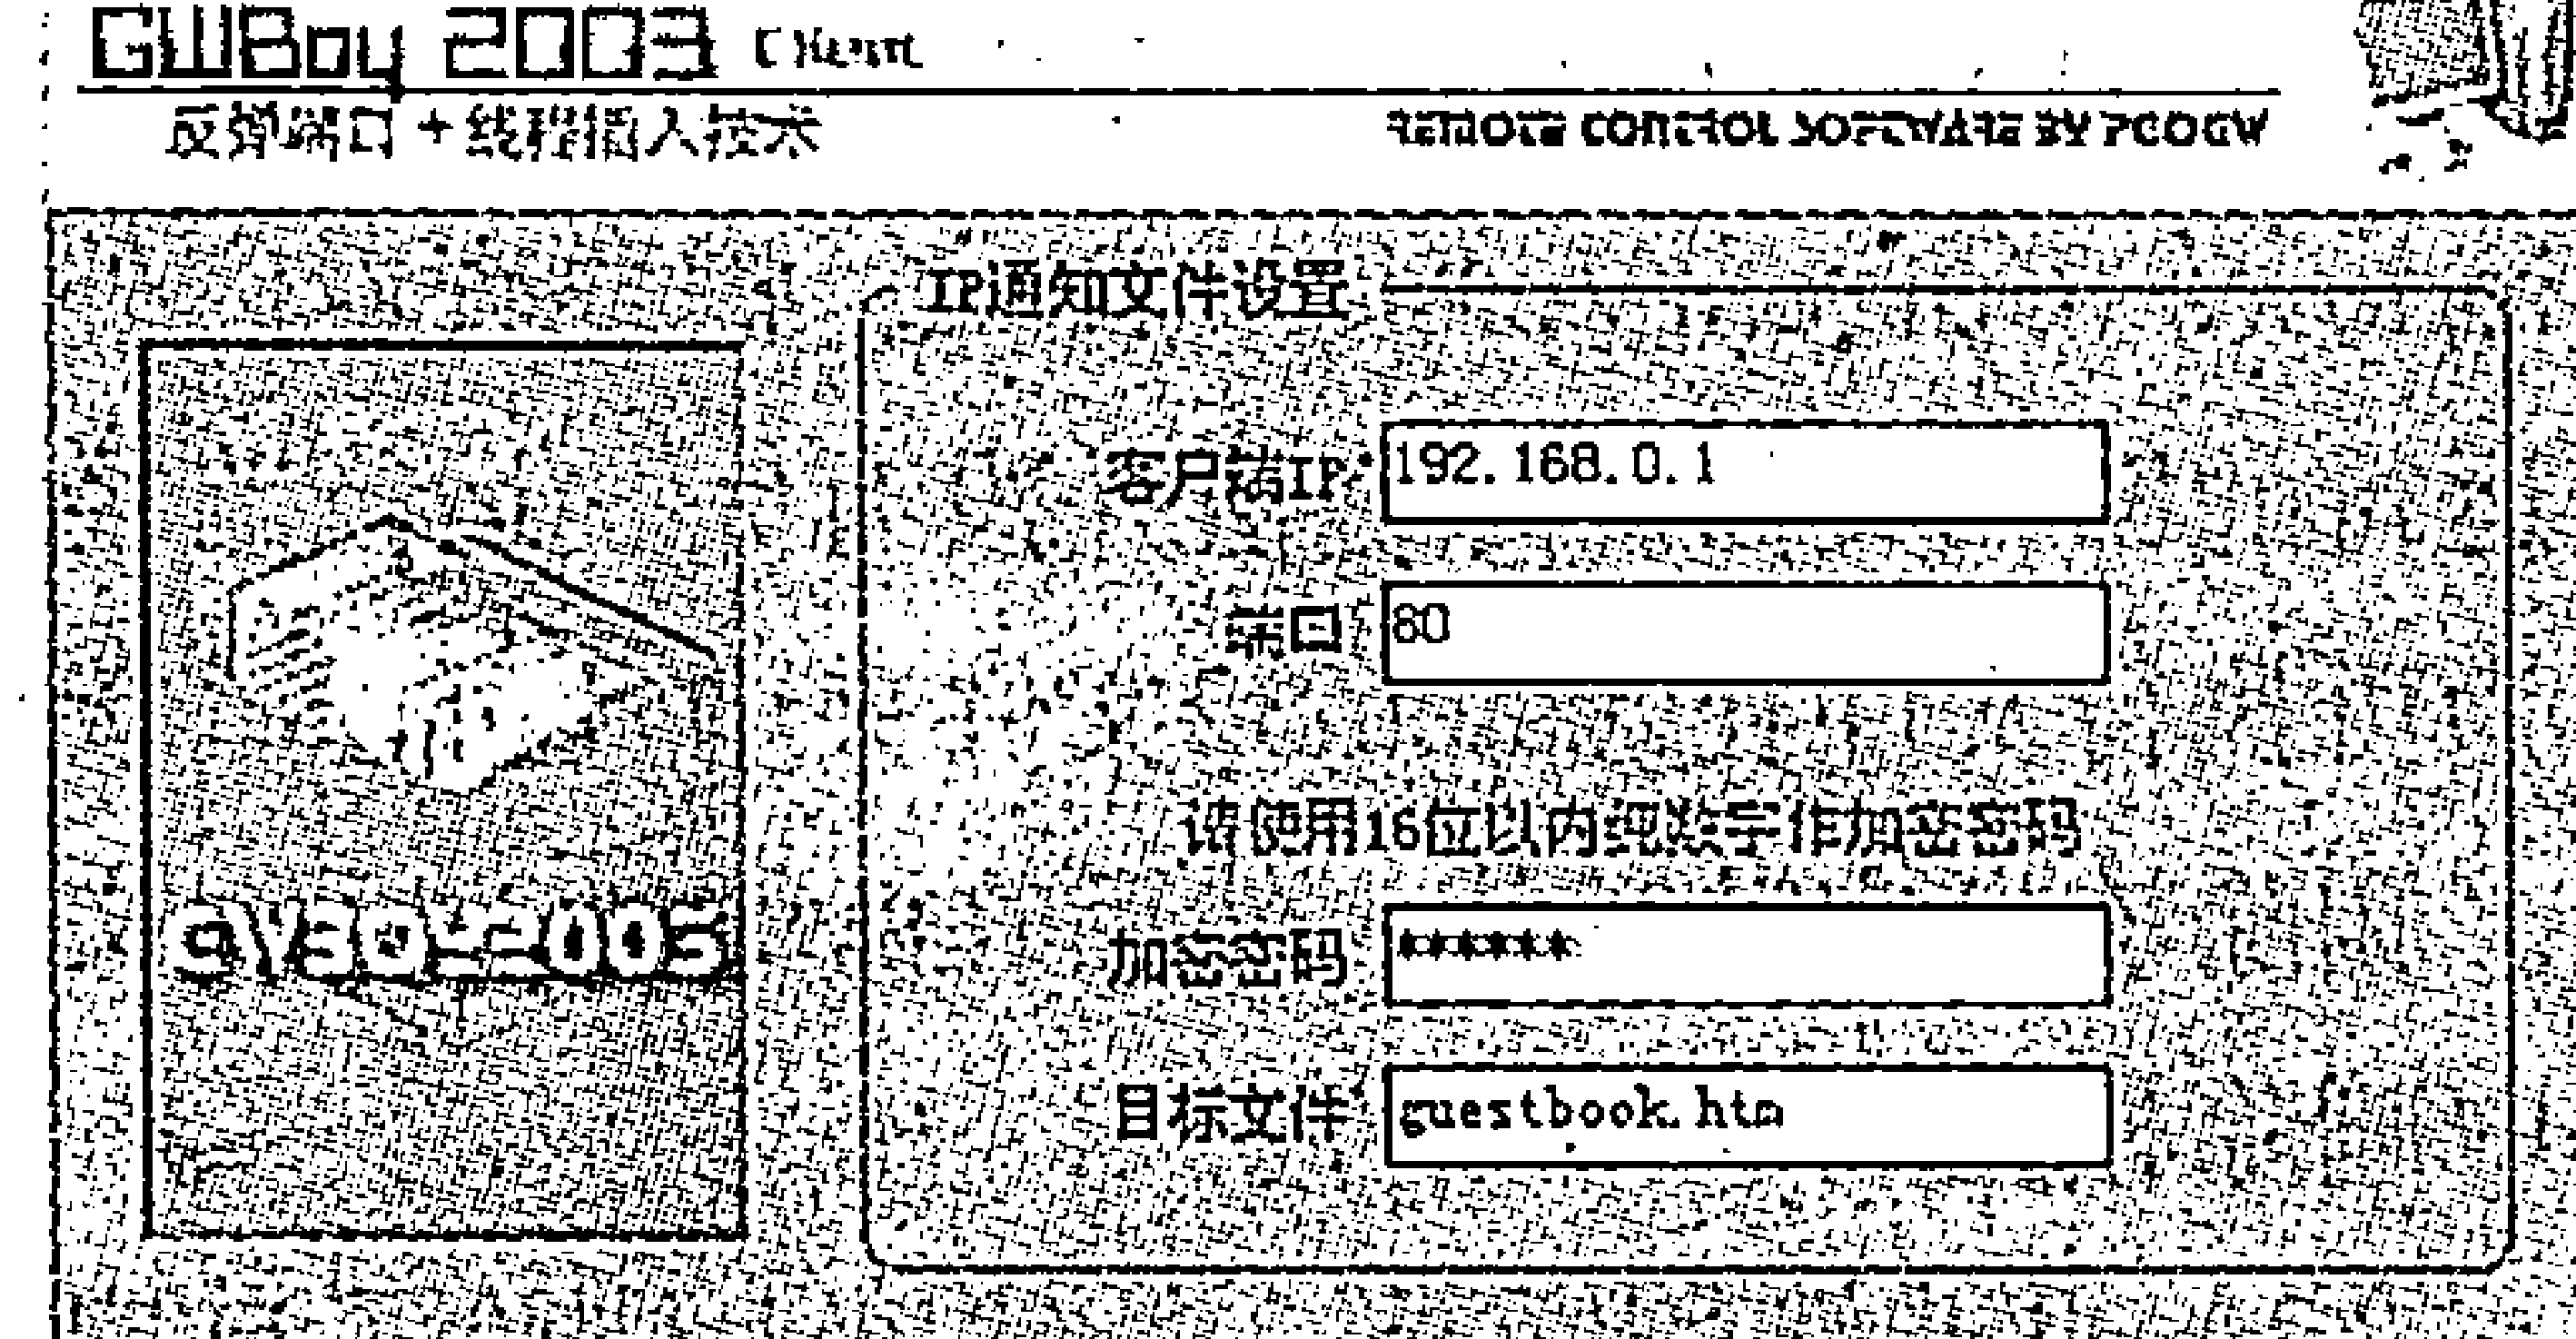 GWBoy 2003 Client
反弹端口+线程插入技术
REMOTE CONTROL SOFTWARE BY PCOGW
IP通知文件设置
客户端IP: 192.168.0.1
端口: 80
请使用16位以内纯数字作加密密码
加密密码: ******
目标文件: guestbook.htm